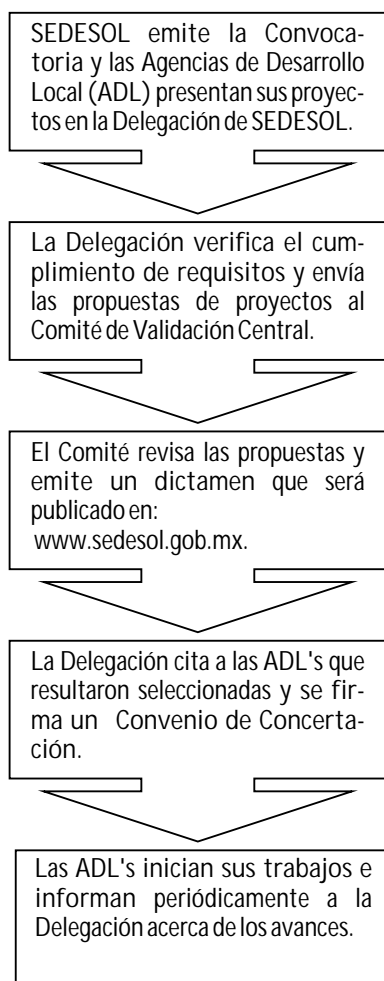 SEDESOL emite la Convoca-
toria y las Agencias de Desarrollo
Local (ADL) presentan sus proyec-
tos en la Delegación de SEDESOL.
La Delegación verifica el cum-
plimiento de requisitos y envía
las propuestas de proyectos al
Comité de Validación Central.
El Comité revisa las propuestas y
emite un dictamen que será
publicado en:
www.sedesol.gob.mx.
La Delegación cita a las ADL's que
resultaron seleccionadas y se fir-
ma un Convenio de Concerta-
ción.
Las ADL's inician sus trabajos e
informan periódicamente a la
Delegación acerca de los avances.